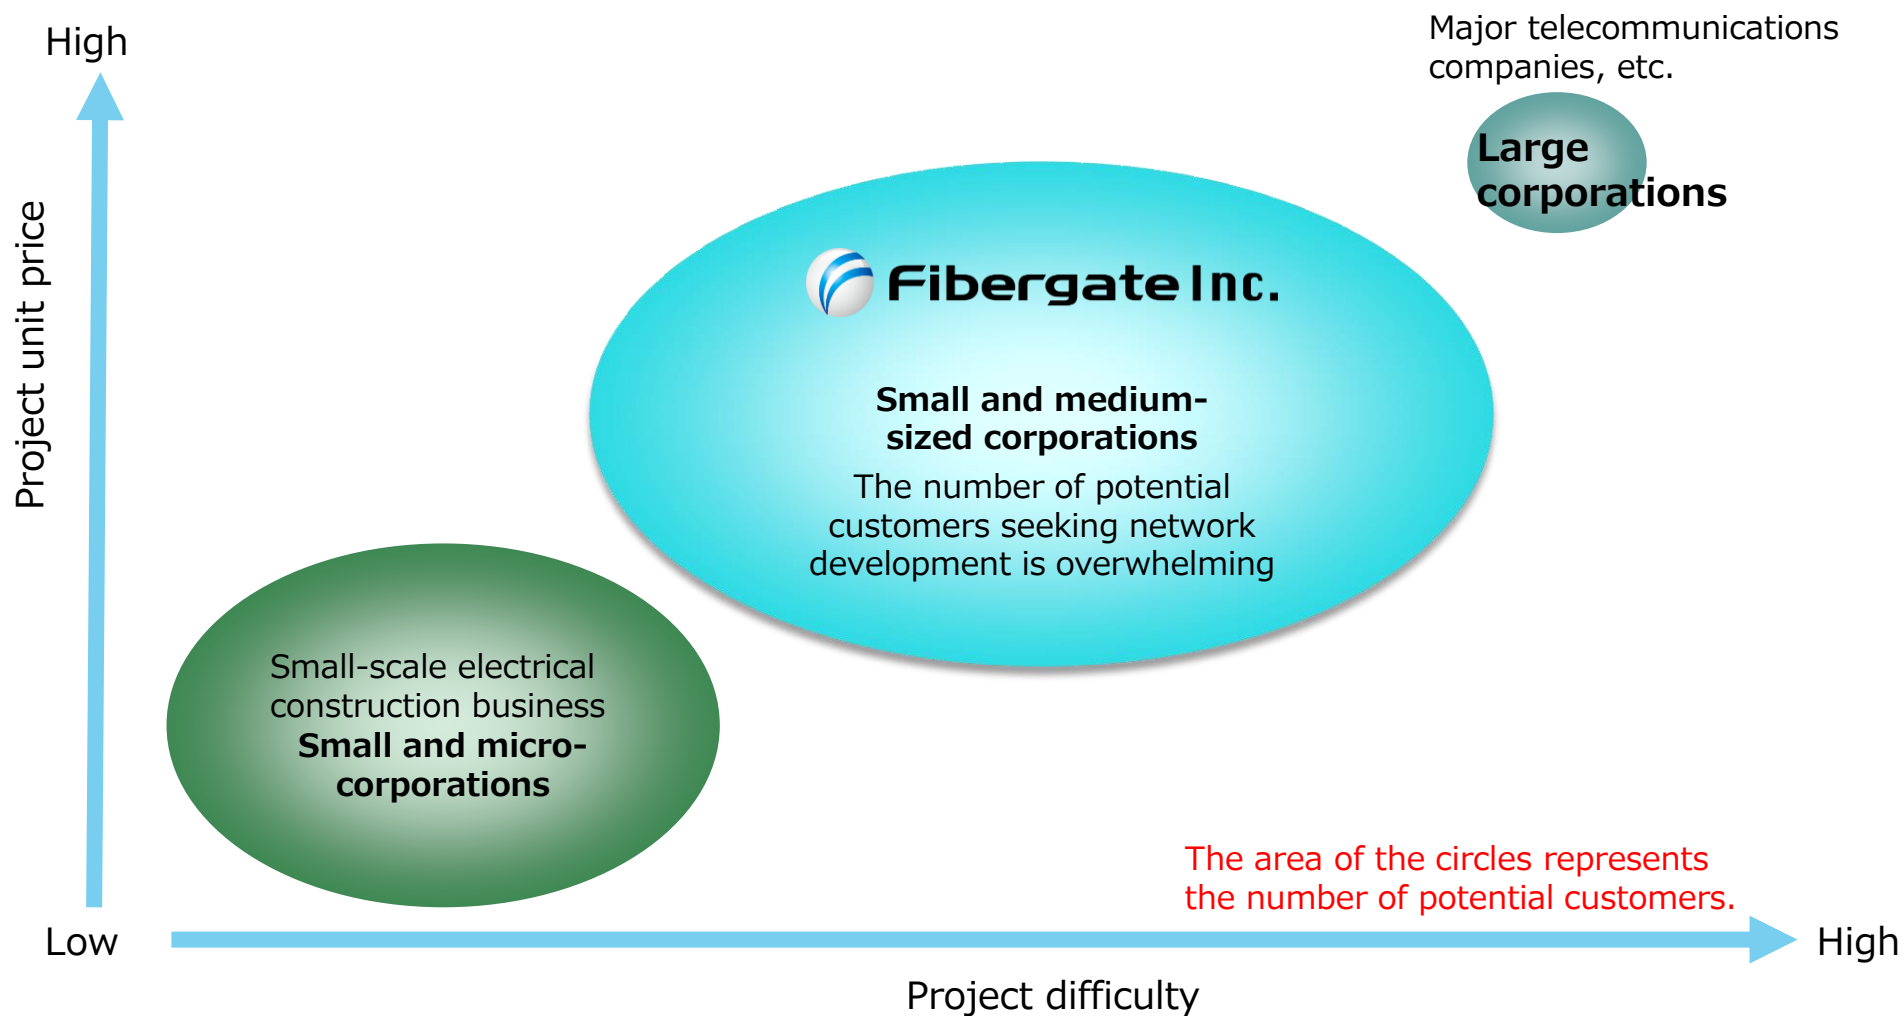 High
Project unit price
Low
Major telecommunications
companies, etc.
Large
corporations
Fibergate Inc.
Small and medium-
sized corporations
The number of potential
customers seeking network
development is overwhelming
Small-scale electrical
construction business
Small and micro-
corporations
The area of the circles represents
the number of potential customers.
High
Project difficulty